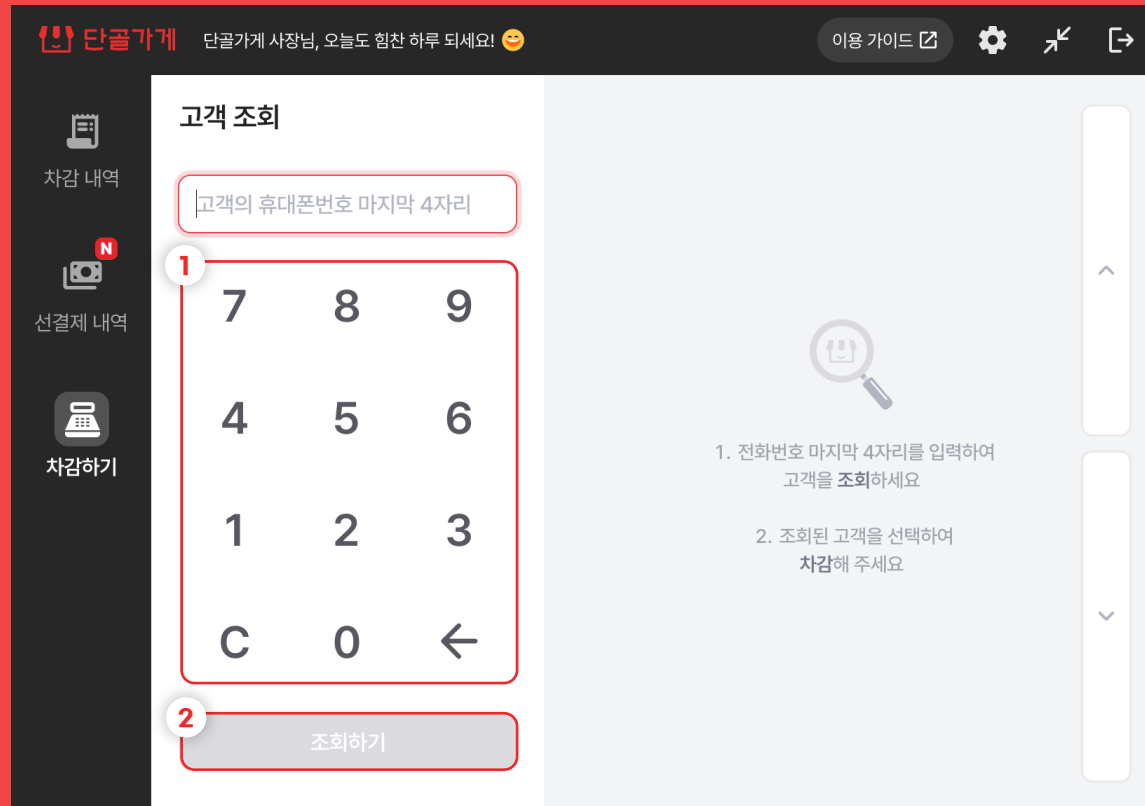 단골가게 단골가게 사장님, 오늘도 힘찬 하루 되세요! 😄 이용 가이드
차감 내역
N
선결제 내역
차감하기
고객 조회
고객의 휴대폰번호 마지막 4자리
1
7 8 9
4 5 6
1 2 3
C 0 ←
2
조회하기
1. 전화번호 마지막 4자리를 입력하여
고객을 조회하세요
2. 조회된 고객을 선택하여
차감해 주세요